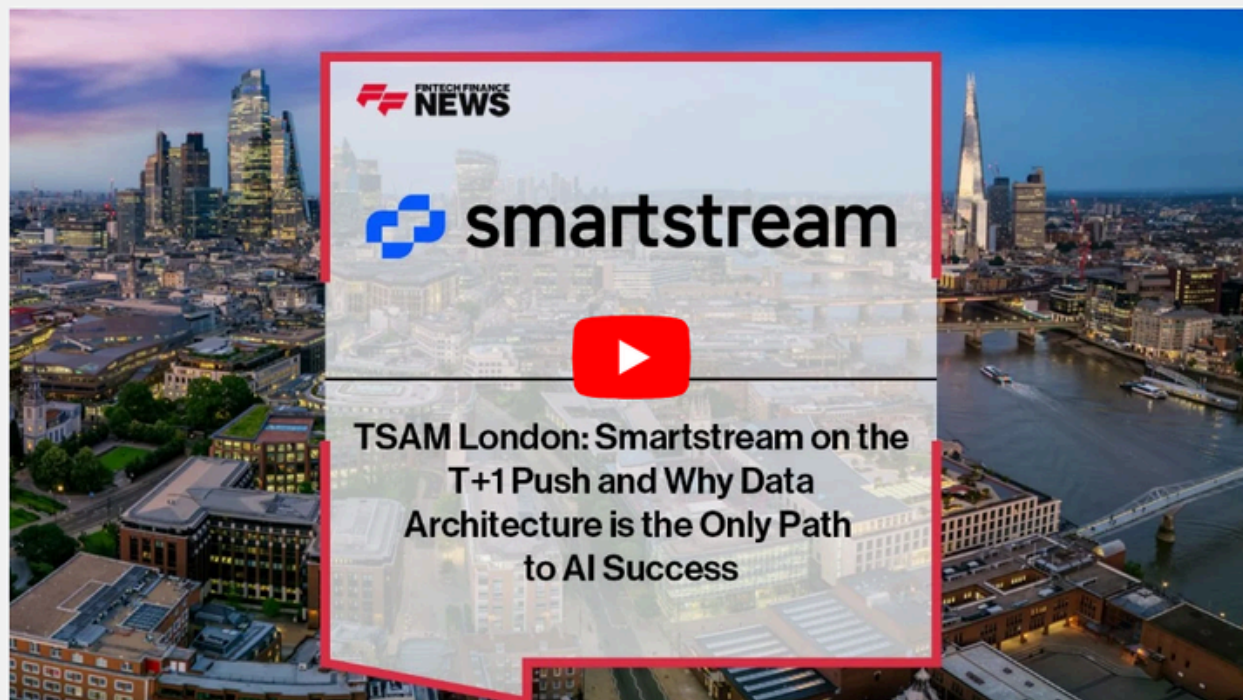 FINTECH FINANCE
NEWS
smartstream
TSAM London: Smartstream on the
T+1 Push and Why Data
Architecture is the Only Path
to AI Success